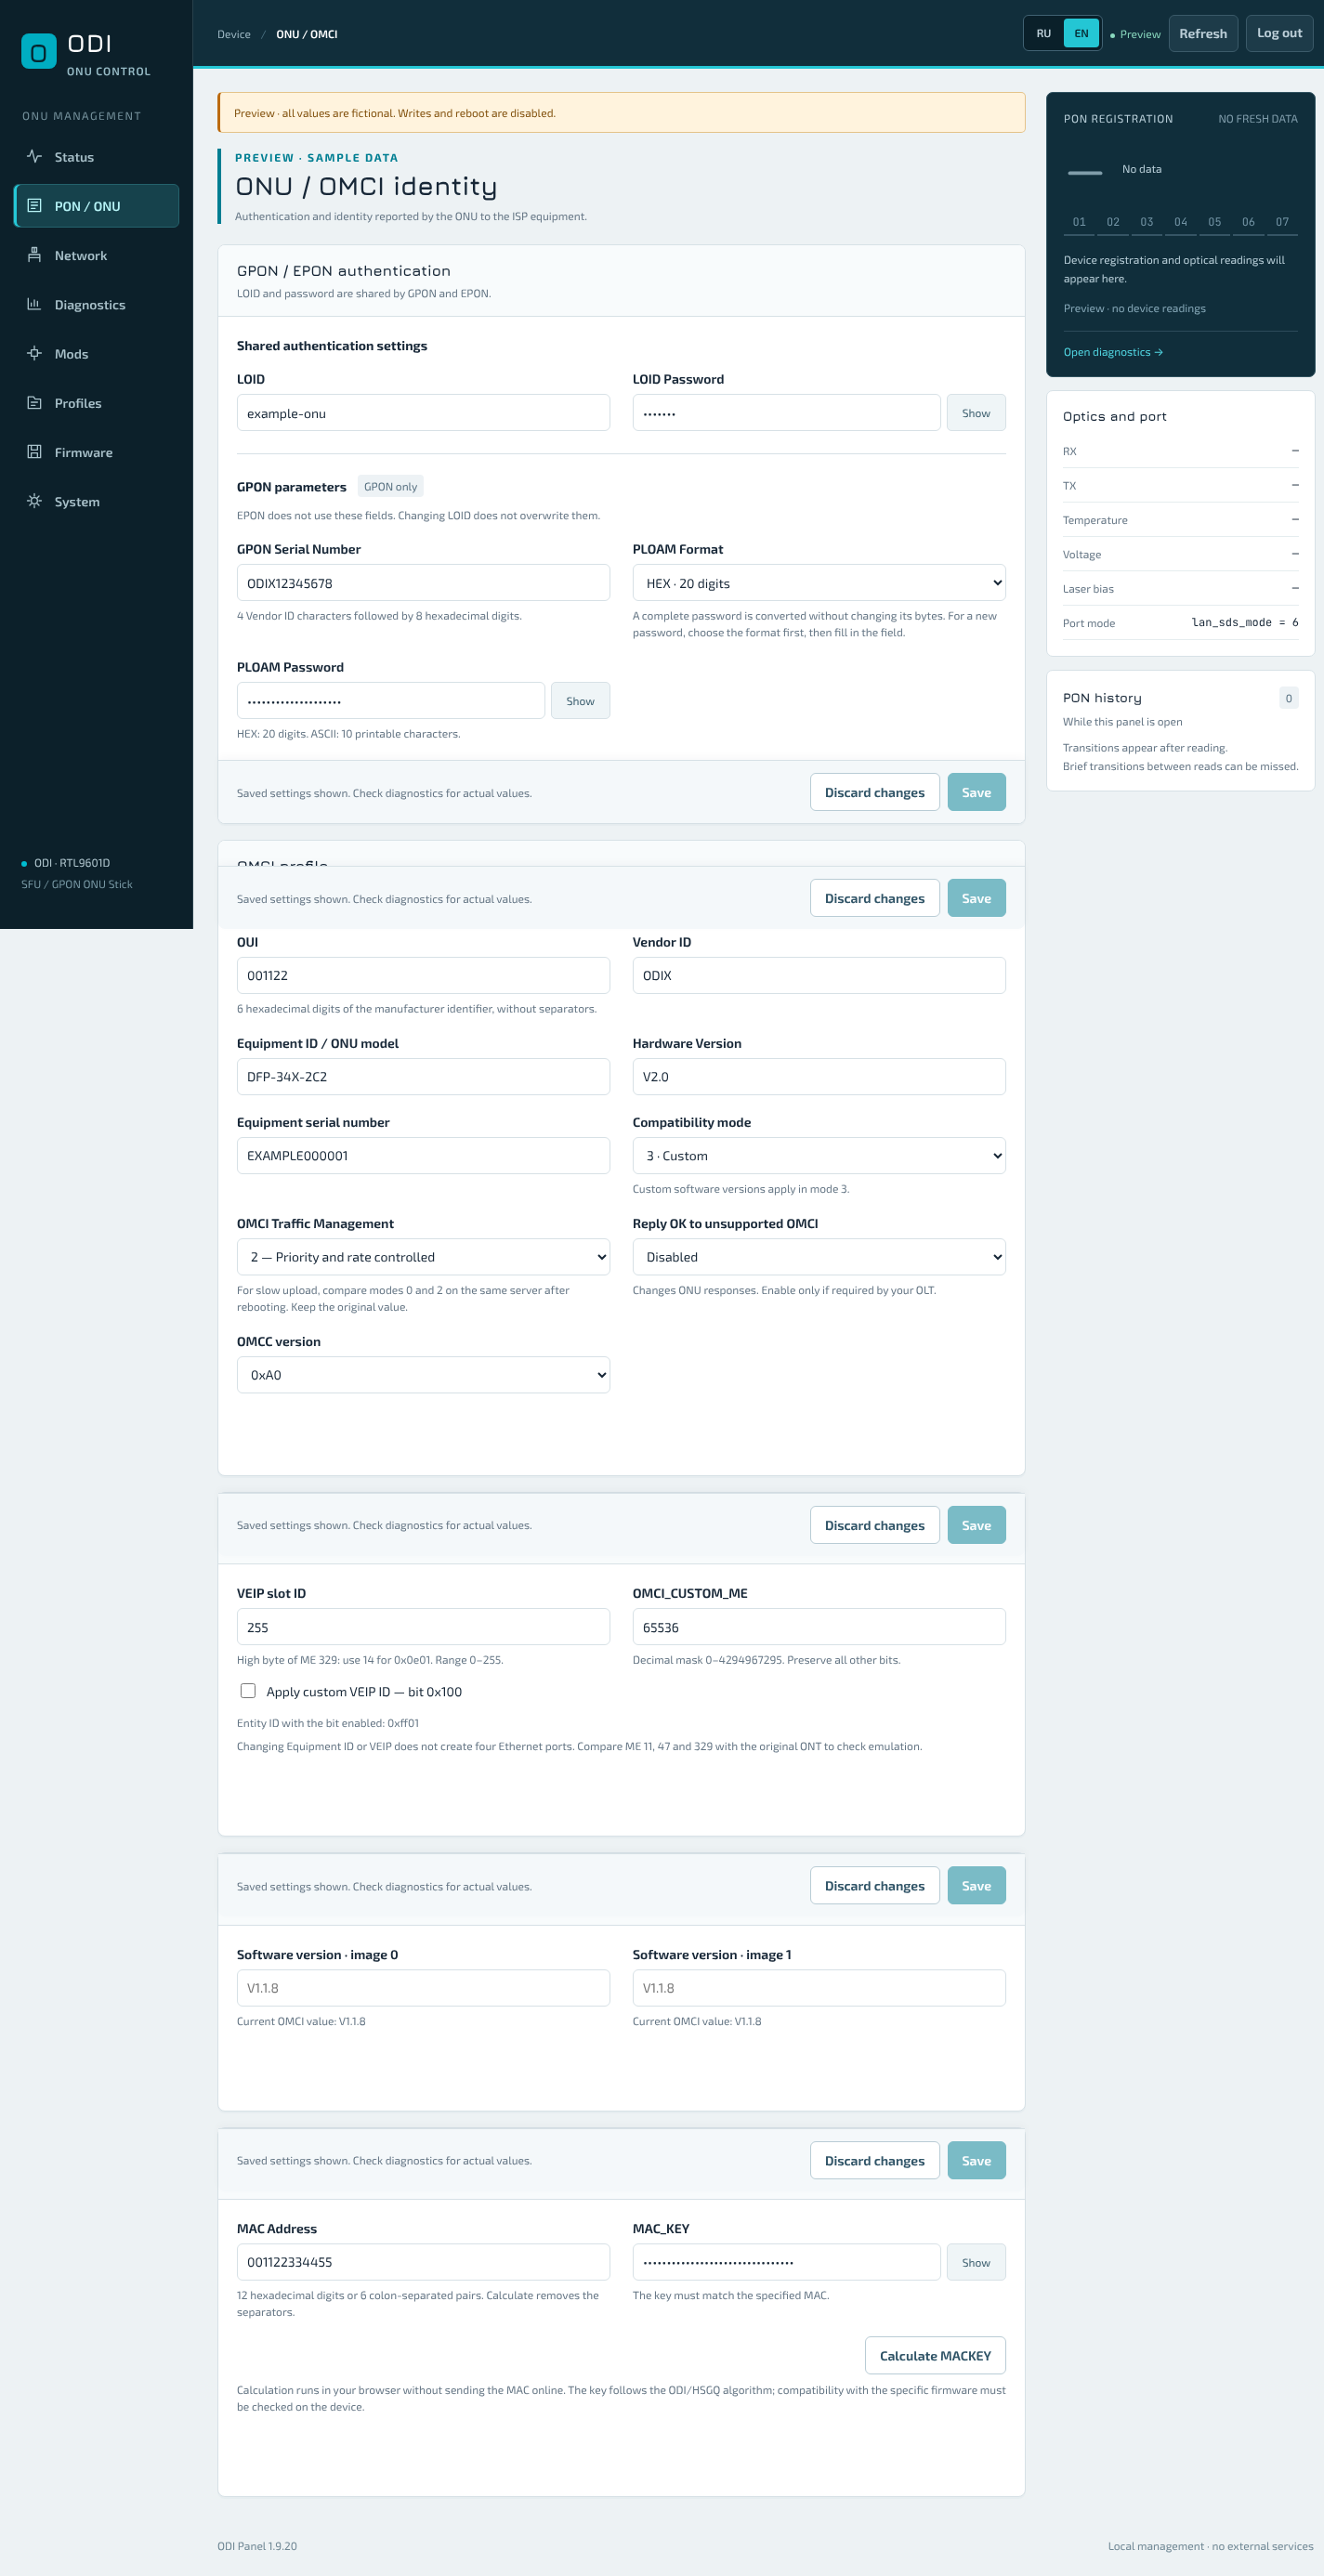 ODI
ONU CONTROL
ONU MANAGEMENT
Status
PON / ONU
Network
Diagnostics
Mods
Profiles
Firmware
System
ODI · RTL9601D
SFU / GPON ONU Stick
Device / ONU / OMCI
RU EN Preview Refresh Log out
Preview · all values are fictional. Writes and reboot are disabled.
PREVIEW · SAMPLE DATA
ONU / OMCI identity
Authentication and identity reported by the ONU to the ISP equipment.
GPON / EPON authentication
LOID and password are shared by GPON and EPON.
Shared authentication settings
LOID LOID Password
example-onu ••••••• Show
GPON parameters GPON only
EPON does not use these fields. Changing LOID does not overwrite them.
GPON Serial Number PLOAM Format
ODIX12345678 HEX · 20 digits
4 Vendor ID characters followed by 8 hexadecimal digits.
A complete password is converted without changing its bytes. For a new
password, choose the format first, then fill in the field.
PLOAM Password
•••••••••••••••••••• Show
HEX: 20 digits. ASCII: 10 printable characters.
Saved settings shown. Check diagnostics for actual values. Discard changes Save
OMCI profile
Saved settings shown. Check diagnostics for actual values. Discard changes Save
OUI Vendor ID
001122 ODIX
6 hexadecimal digits of the manufacturer identifier, without separators.
Equipment ID / ONU model Hardware Version
DFP-34X-2C2 V2.0
Equipment serial number Compatibility mode
EXAMPLE000001 3 · Custom
Custom software versions apply in mode 3.
OMCI Traffic Management Reply OK to unsupported OMCI
2 — Priority and rate controlled Disabled
For slow upload, compare modes 0 and 2 on the same server after
rebooting. Keep the original value.
Changes ONU responses. Enable only if required by your OLT.
OMCC version
0xA0
Saved settings shown. Check diagnostics for actual values. Discard changes Save
VEIP slot ID OMCI_CUSTOM_ME
255 65536
High byte of ME 329: use 14 for 0x0e01. Range 0–255. Decimal mask 0–4294967295. Preserve all other bits.
Apply custom VEIP ID — bit 0x100
Entity ID with the bit enabled: 0xff01
Changing Equipment ID or VEIP does not create four Ethernet ports. Compare ME 11, 47 and 329 with the original ONT to check emulation.
Saved settings shown. Check diagnostics for actual values. Discard changes Save
Software version · image 0 Software version · image 1
V1.1.8 V1.1.8
Current OMCI value: V1.1.8 Current OMCI value: V1.1.8
Saved settings shown. Check diagnostics for actual values. Discard changes Save
MAC Address MAC_KEY
001122334455 •••••••••••••••••••••••••••••••• Show
12 hexadecimal digits or 6 colon-separated pairs. Calculate removes the
separators.
The key must match the specified MAC.
Calculate MACKEY
Calculation runs in your browser without sending the MAC online. The key follows the ODI/HSGQ algorithm; compatibility with the specific firmware must
be checked on the device.
PON REGISTRATION NO FRESH DATA
— No data
01 02 03 04 05 06 07
Device registration and optical readings will
appear here.
Preview · no device readings
Open diagnostics →
Optics and port
RX —
TX —
Temperature —
Voltage —
Laser bias —
Port mode lan_sds_mode = 6
PON history 0
While this panel is open
Transitions appear after reading.
Brief transitions between reads can be missed.
ODI Panel 1.9.20 Local management · no external services